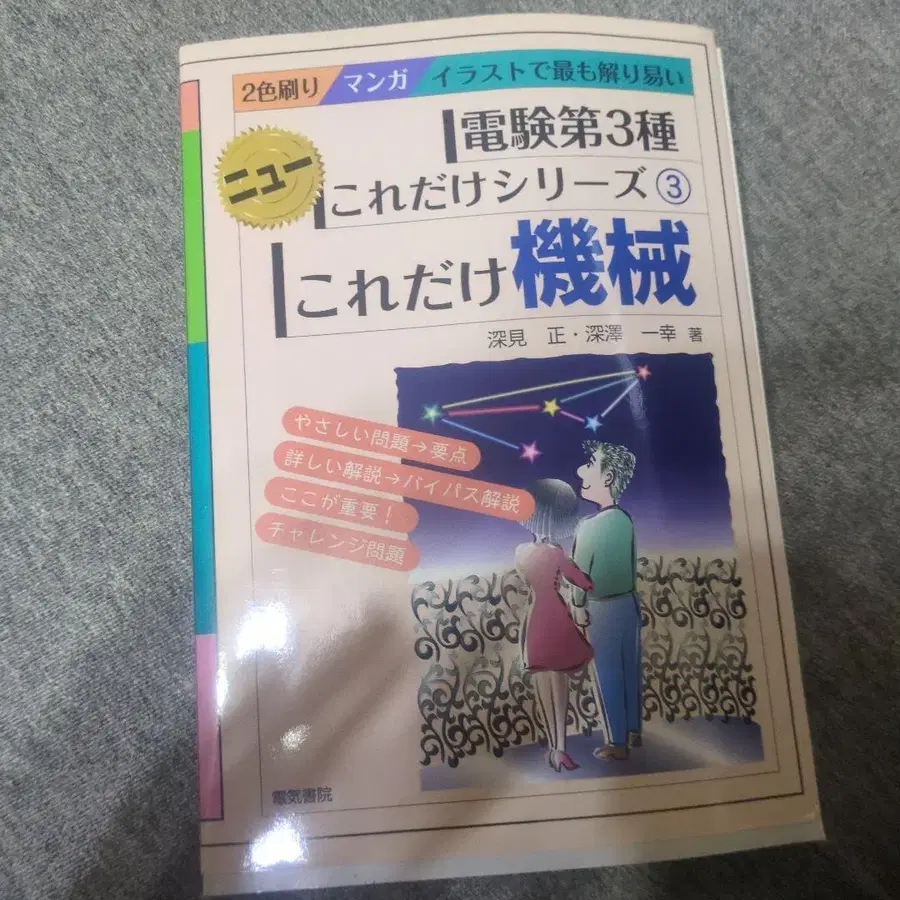 2色刷り マンガ イラストで最も解り易い
電験第3種
ニュー
これだけシリーズ③
これだけ機械
深見 正・深澤 一幸 著
やさしい問題→要点
詳しい解説→バイパス解説
ここが重要！
チャレンジ問題
電気書院